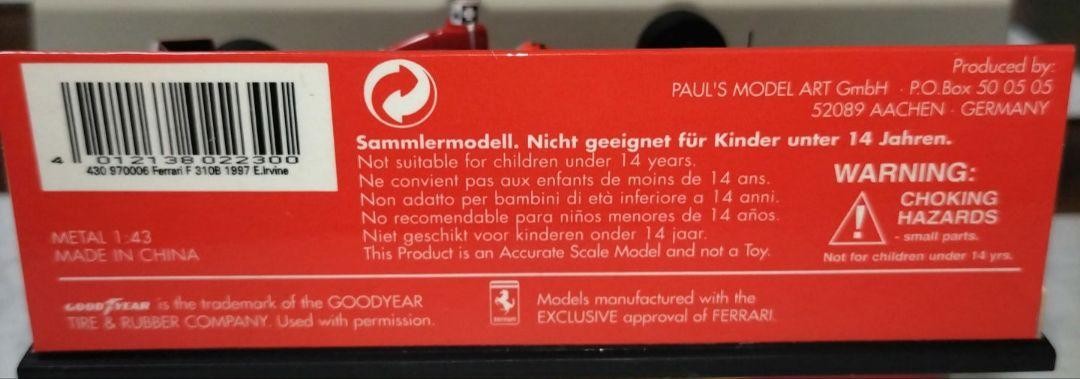 4 012138 022300
430 970006 Ferrari F 310B 1997 E.Irvine
METAL 1:43
MADE IN CHINA
Produced by:
PAUL'S MODEL ART GmbH · P.O.Box 50 05 05
52089 AACHEN · GERMANY
Sammlermodell. Nicht geeignet für Kinder unter 14 Jahren.
Not suitable for children under 14 years.
Ne convient pas aux enfants de moins de 14 ans.
Non adatto per bambini di età inferiore a 14 anni.
No recomendable para niños menores de 14 años.
Niet geschikt voor kinderen onder 14 jaar.
This Product is an Accurate Scale Model and not a Toy.
WARNING:
CHOKING
HAZARDS
- small parts.
Not for children under 14 yrs.
GOODYEAR is the trademark of the GOODYEAR
TIRE & RUBBER COMPANY. Used with permission.
Ferrari
Models manufactured with the
EXCLUSIVE approval of FERRARI.